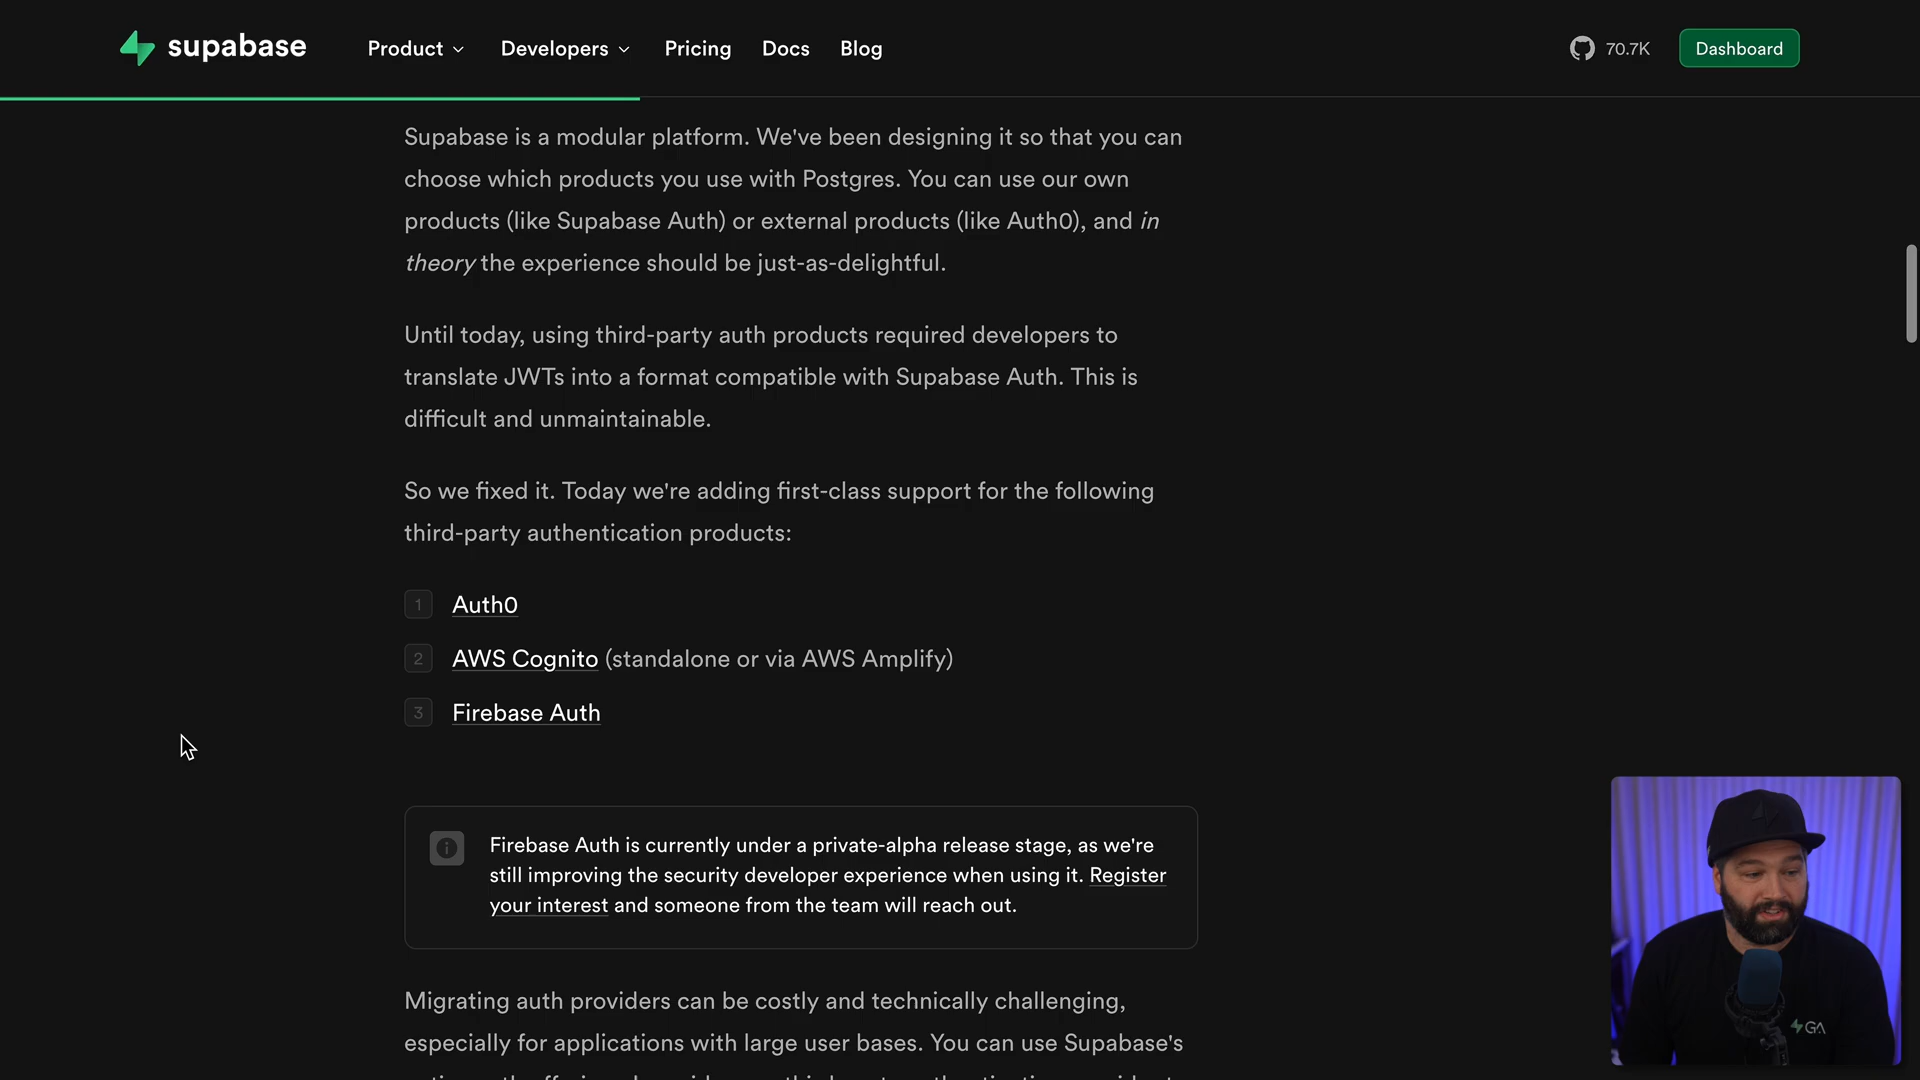 supabase
Product
Developers
Pricing
Docs
Blog
70.7K
Dashboard
Supabase is a modular platform. We've been designing it so that you can
choose which products you use with Postgres. You can use our own
products (like Supabase Auth) or external products (like Auth0), and in
theory the experience should be just-as-delightful.
Until today, using third-party auth products required developers to
translate JWTs into a format compatible with Supabase Auth. This is
difficult and unmaintainable.
So we fixed it. Today we're adding first-class support for the following
third-party authentication products:
1 Auth0
2 AWS Cognito (standalone or via AWS Amplify)
3 Firebase Auth
Firebase Auth is currently under a private-alpha release stage, as we're
still improving the security developer experience when using it. Register
your interest and someone from the team will reach out.
Migrating auth providers can be costly and technically challenging,
especially for applications with large user bases. You can use Supabase's
GA